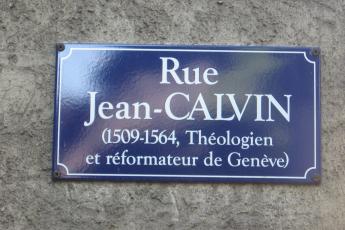 Rue
Jean-CALVIN
(1509-1564, Théologien
et réformateur de Genève)